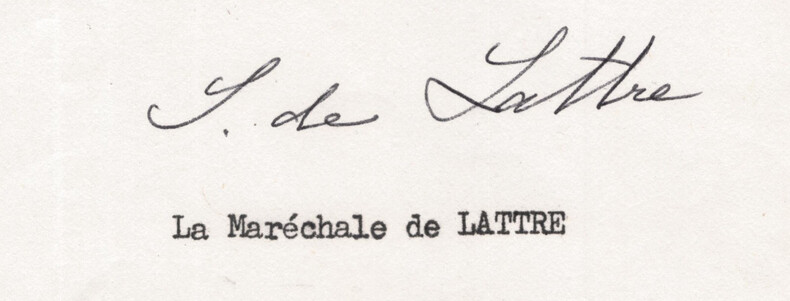 S. de Lattre
La Maréchale de LATTRE